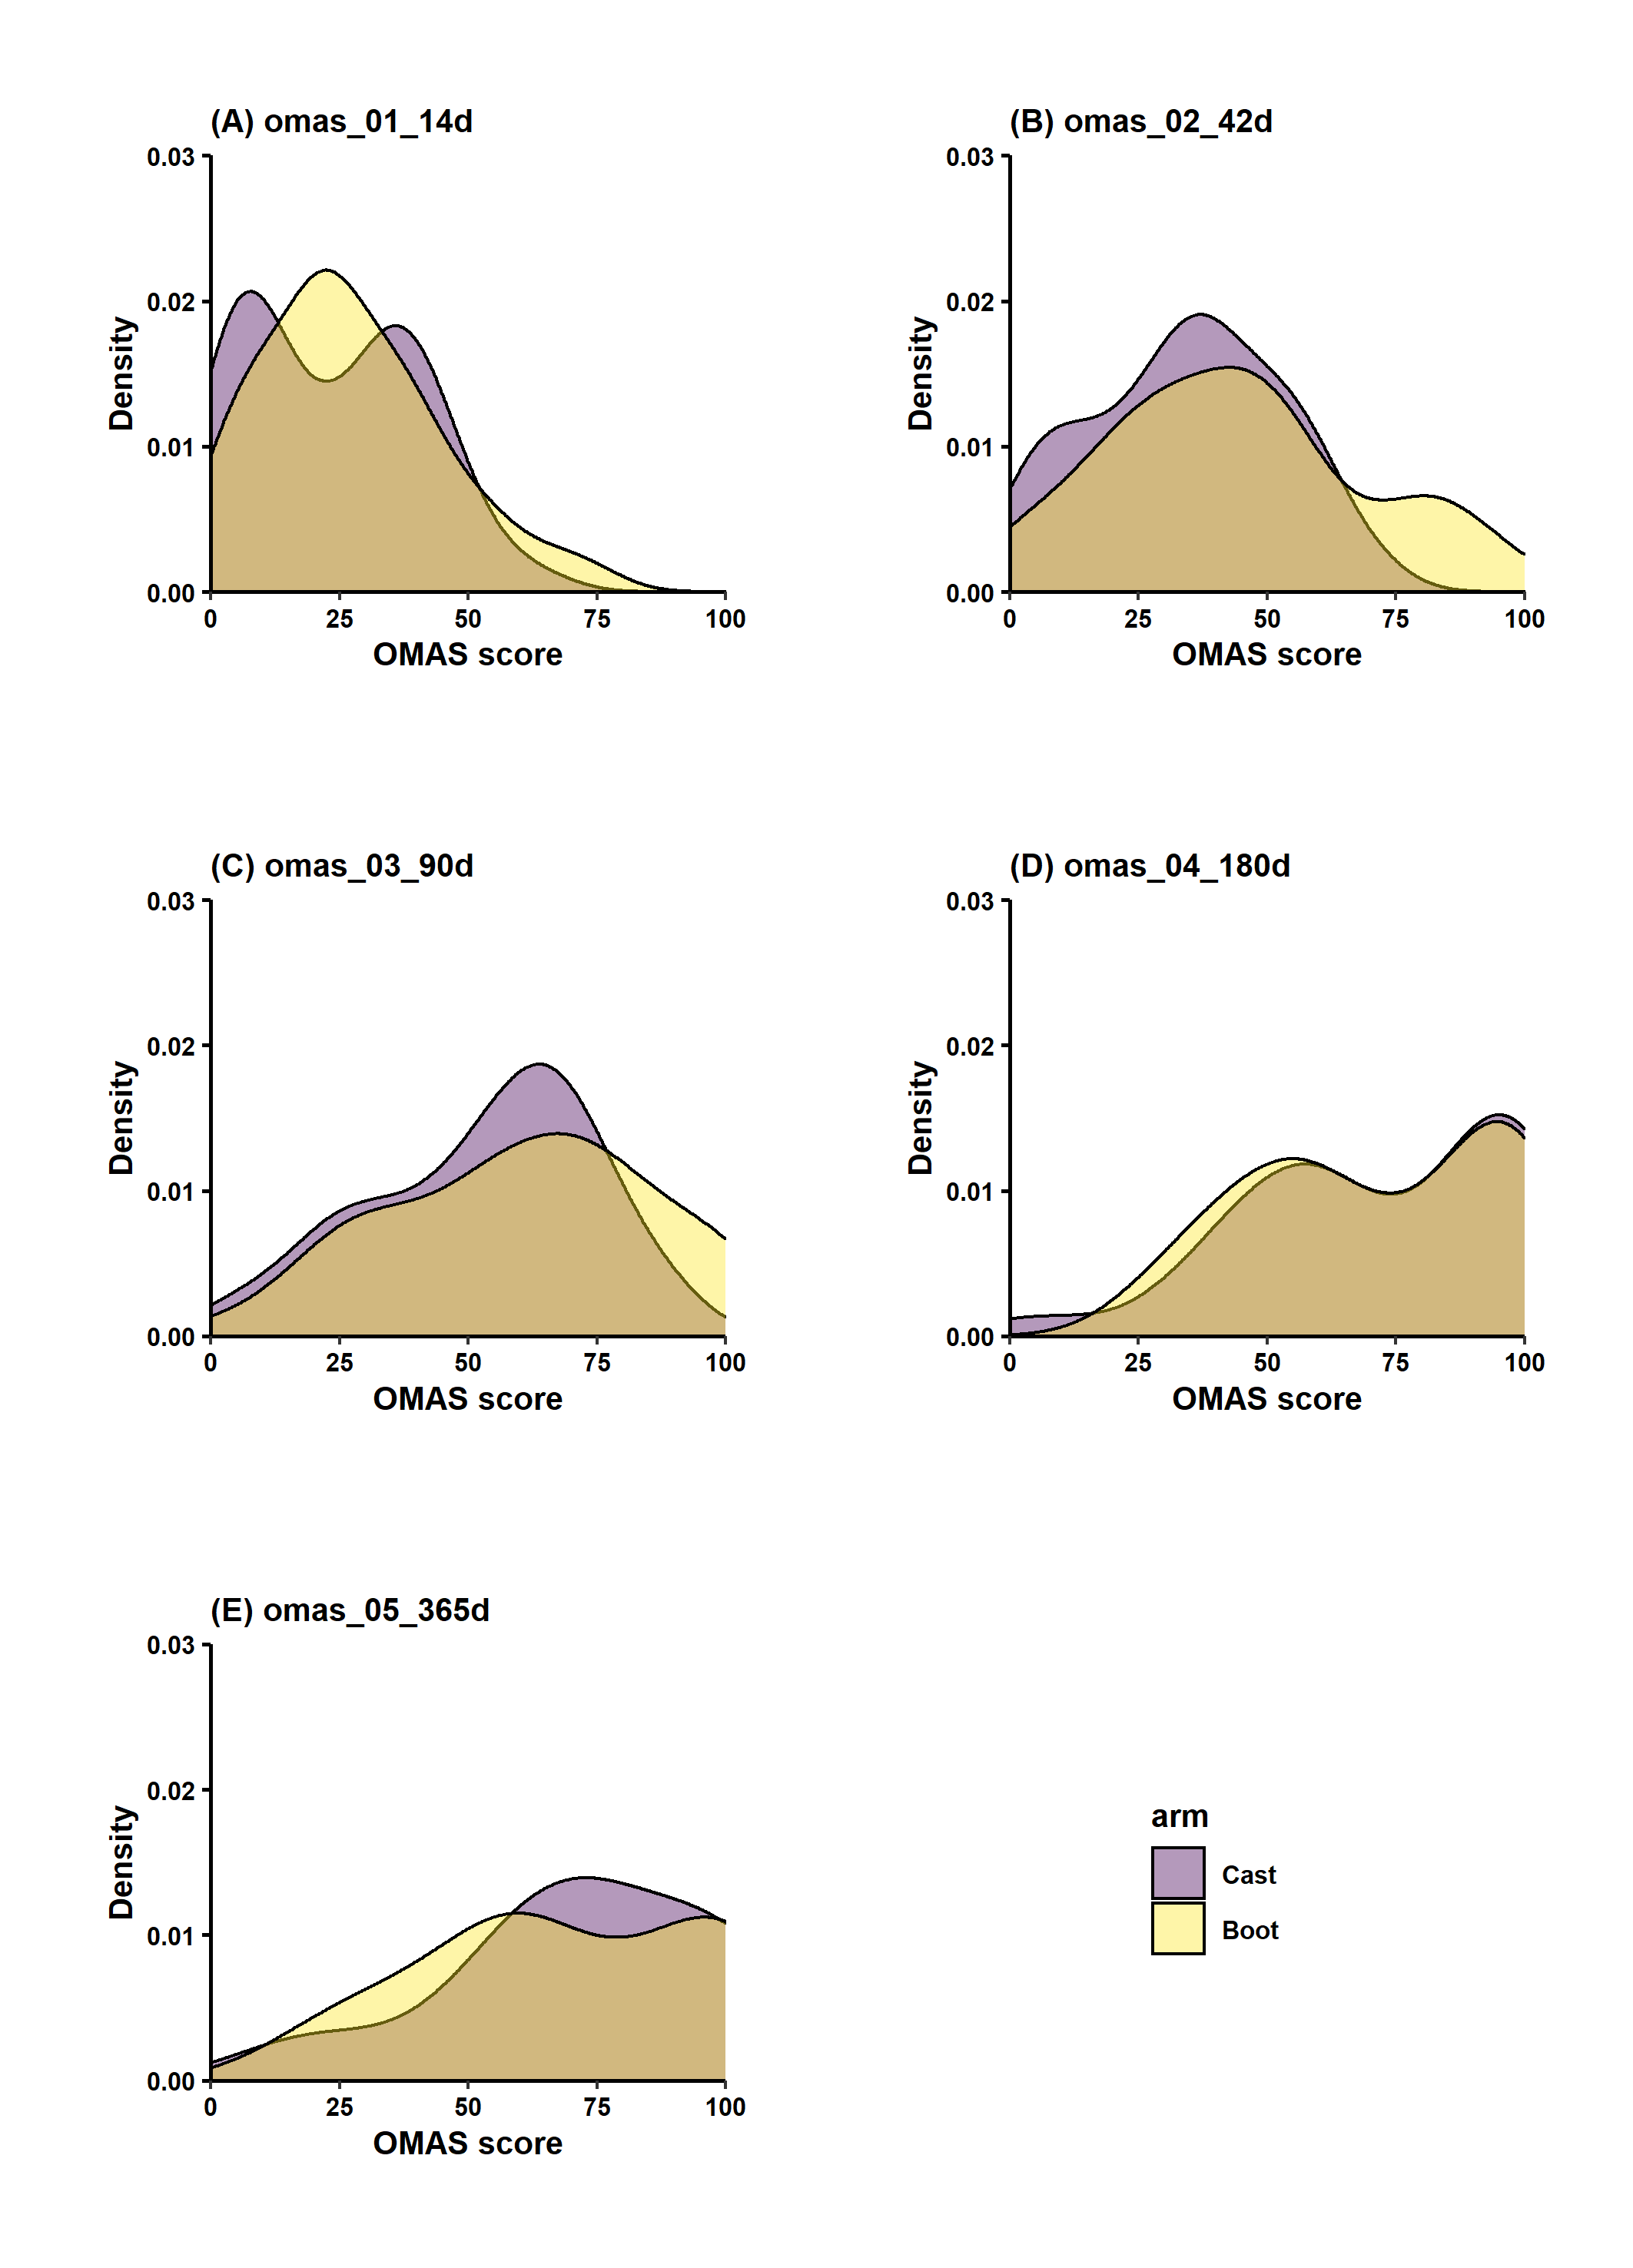 (A) omas_01_14d
0.03
0.02
0.01
0.00
Density
0 25 50 75 100
OMAS score
(B) omas_02_42d
0.03
0.02
0.01
0.00
Density
0 25 50 75 100
OMAS score
(C) omas_03_90d
0.03
0.02
0.01
0.00
Density
0 25 50 75 100
OMAS score
(D) omas_04_180d
0.03
0.02
0.01
0.00
Density
0 25 50 75 100
OMAS score
(E) omas_05_365d
0.03
0.02
0.01
0.00
Density
0 25 50 75 100
OMAS score
arm
Cast
Boot